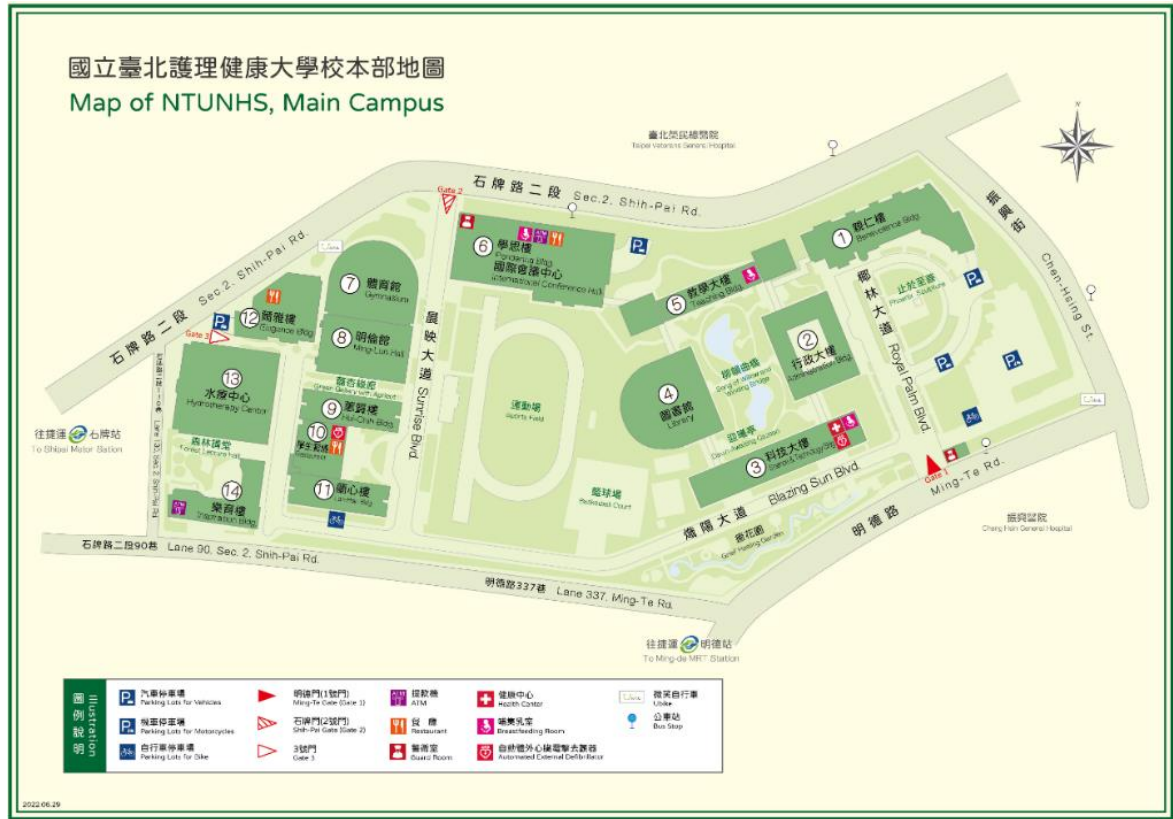 國立臺北護理健康大學校本部地圖
Map of NTUNHS, Main Campus
臺北榮民總醫院
Taipei Veterans General Hospital
N
石牌路二段 Sec.2, Shih-Pai Rd.
Gate 2
振興街
Chen-Hsing St.
1
親仁樓
Benevolence Bldg.
止於至善
Phoenix Sculpture
椰林大道 Royal Palm Blvd.
2
行政大樓
Administration Bldg.
3
科技大樓
4
圖書館
Library
5
教學大樓
Teaching Bldg.
6
學思樓
國際會議中心
International Conference Hall
7
體育館
Gymnasium
8
明倫館
Ming-Lun Hall
9
10
Restaurant
11
12
Elegance Bldg.
13
水療中心
Hydrotherapy Center
14
樂育樓
晨曦大道 Sunrise Blvd.
運動場
Sports Field
籃球場
Basketball Court
石牌路二段 Sec. 2, Shih-Pai Rd.
Gate 3
往捷運 石牌站
To Shipai Metor Station
森林講堂
Forest Lecture Hall
Winding Bridge
熾陽大道 Blazing Sun Blvd.
Grief Healing Garden
Gate 1
明德路 Ming-Te Rd.
振興醫院
Cheng Hsin General Hospital
石牌路二段90巷 Lane 90, Sec. 2, Shih-Pai Rd.
明德路337巷 Lane 337, Ming-Te Rd.
往捷運 明德站
To Ming-de MRT Station
圖例說明
Illustration
汽車停車場
Parking Lots for Vehicles
機車停車場
Parking Lots for Motorcycles
自行車停車場
Parking Lots for Bike
明德門(1號門)
Ming-Te Gate (Gate 1)
石牌門(2號門)
Shih-Pai Gate (Gate 2)
3號門
Gate 3
提款機
ATM
餐廳
Restaurant
警衛室
Guard Room
健康中心
Health Center
哺集乳室
Breastfeeding Room
自動體外心臟電擊去顫器
Automated External Defibrillator
微笑自行車
Ubike
公車站
Bus Stop
2022.06.29